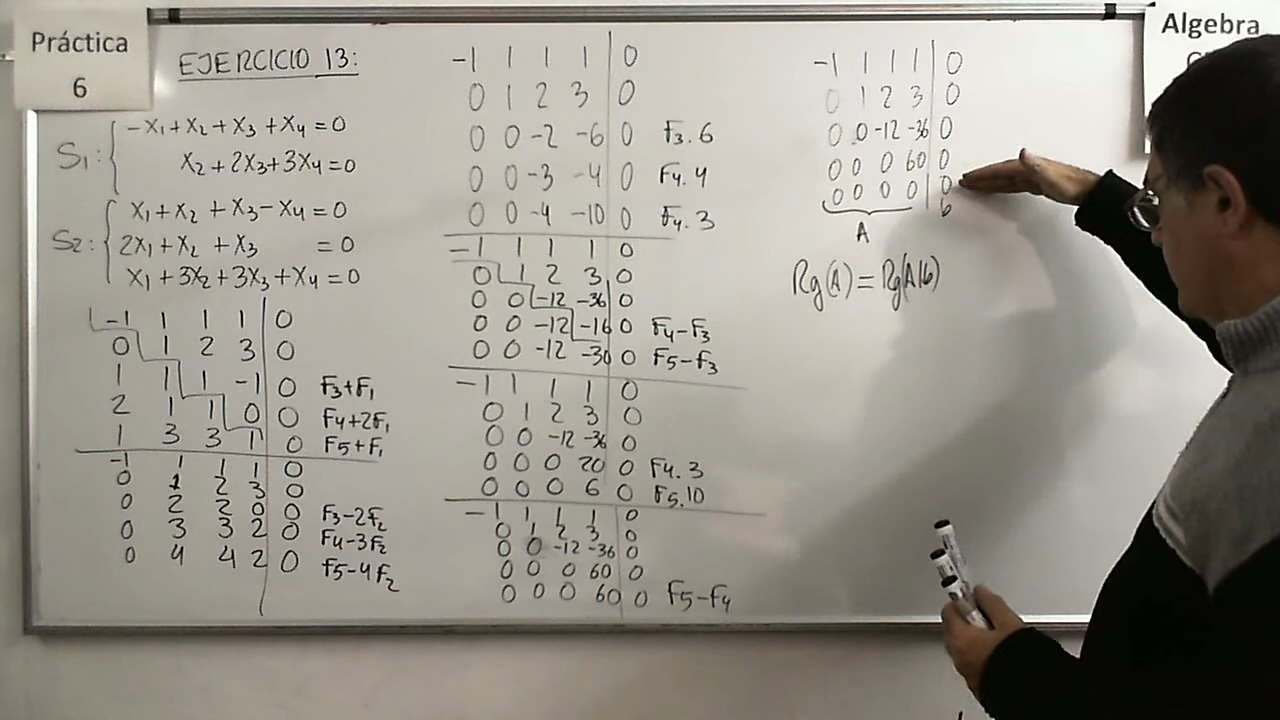 Práctica
6
EJERCICIO 13:
S1: { -X1 + X2 + X3 + X4 = 0
X2 + 2X3 + 3X4 = 0
S2: { X1 + X2 + X3 - X4 = 0
2X1 + X2 + X3 = 0
X1 + 3X2 + 3X3 + X4 = 0
-1 1 1 1 | 0
0 1 2 3 | 0
1 1 1 -1 | 0 F3+F1
2 1 1 0 | 0 F4+2F1
1 3 3 1 | 0 F5+F1
-1 1 1 1 | 0
0 1 2 3 | 0
0 2 2 0 | 0 F3-2F2
0 3 3 2 | 0 F4-3F2
0 4 4 2 | 0 F5-4F2
-1 1 1 1 | 0
0 1 2 3 | 0
0 0 -2 -6 | 0 F3.6
0 0 -3 -4 | 0 F4.4
0 0 -4 -10 | 0 F4.3
-1 1 1 1 | 0
0 1 2 3 | 0
0 0 -12 -36 | 0
0 0 -12 -16 | 0 F4-F3
0 0 -12 -30 | 0 F5-F3
-1 1 1 1 | 0
0 1 2 3 | 0
0 0 -12 -36 | 0
0 0 0 20 | 0 F4.3
0 0 0 6 | 0 F5.10
-1 1 1 1 | 0
0 1 2 3 | 0
0 0 -12 -36 | 0
0 0 0 60 | 0
0 0 0 60 | 0 F5-F4
-1 1 1 1 | 0
0 1 2 3 | 0
0 0 -12 -36 | 0
0 0 0 60 | 0
0 0 0 0 | 0
A b
Rg(A) = Rg(A|b)
Algebra